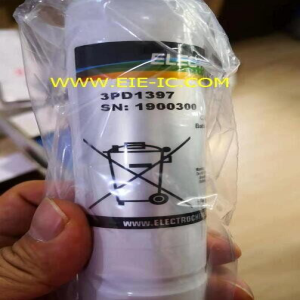 ELEC
WWW.EIE-IC.COM
3PD1397
SN: 1900300
WWW.ELECTROCH